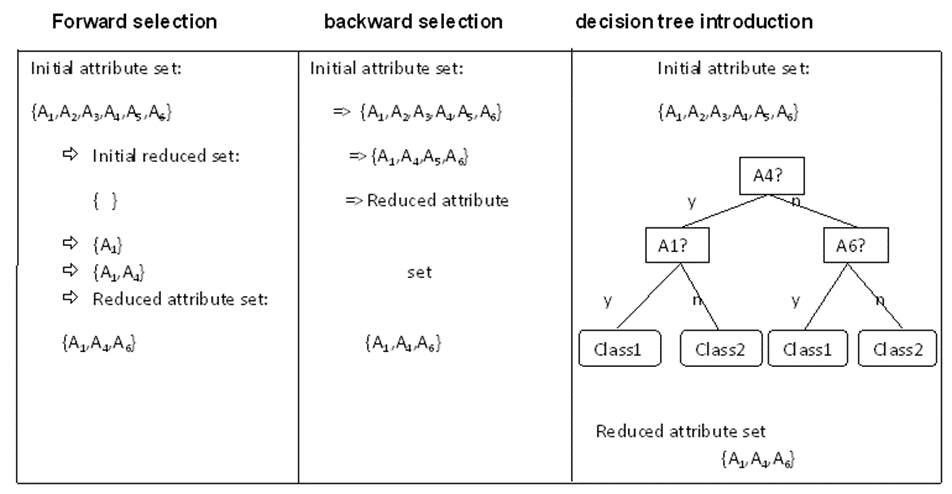 Forward selection
Initial attribute set:
{A₁,A₂,A₃,A₄,A₅,A₆}
⇨ Initial reduced set:
{ }
⇨ {A₁}
⇨ {A₁,A₄}
⇨ Reduced attribute set:
{A₁,A₄,A₆}
backward selection
Initial attribute set:
=> {A₁,A₂,A₃,A₄,A₅,A₆}
=> {A₁,A₄,A₅,A₆}
=> Reduced attribute
set
{A₁,A₄,A₆}
decision tree introduction
Initial attribute set:
{A₁,A₂,A₃,A₄,A₅,A₆}
A4?
y n
A1? A6?
y n y n
Class1 Class2 Class1 Class2
Reduced attribute set
{A₁,A₄,A₆}